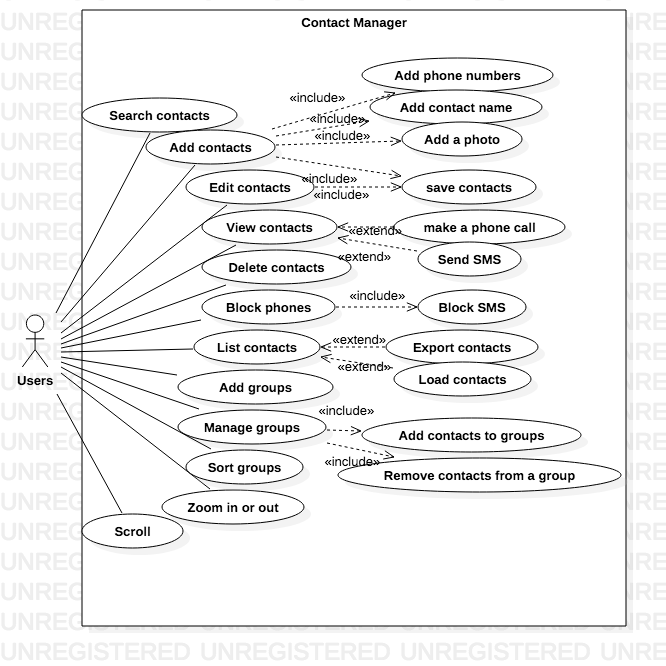 Contact Manager
Add phone numbers
«include»
Search contacts
Add contact name
«include»
Add contacts
«include»
Add a photo
«include»
Edit contacts
«include»
save contacts
View contacts
«extend»
make a phone call
«extend»
Send SMS
Delete contacts
Block phones
«include»
Block SMS
Users
List contacts
«extend»
Export contacts
«extend»
Load contacts
Add groups
Manage groups
«include»
Add contacts to groups
Sort groups
«include»
Remove contacts from a group
Zoom in or out
Scroll
UNREGISTERED UNREGISTERED UNREGISTERED UNRE